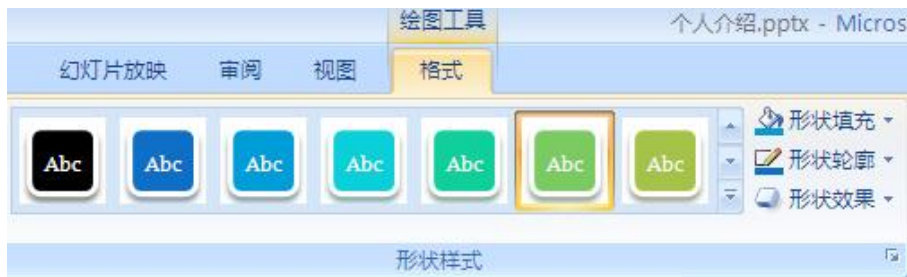 绘图工具 个人介绍.pptx - Micros
幻灯片放映 审阅 视图 格式
Abc Abc Abc Abc Abc Abc Abc
形状填充
形状轮廓
形状效果
形状样式